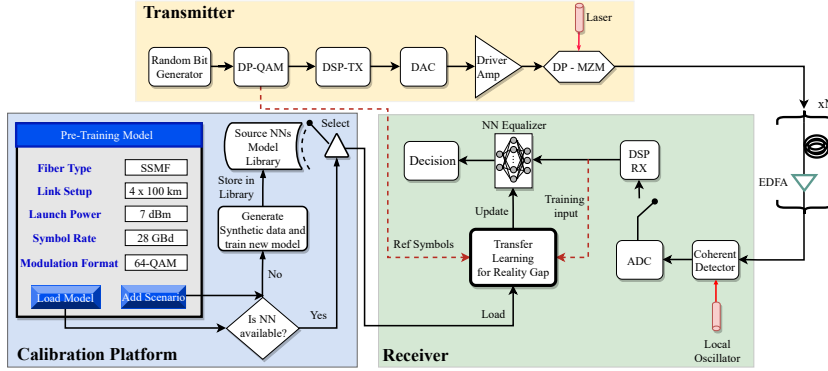 Transmitter
Laser
Random Bit
Generator
DP-QAM
DSP-TX
DAC
Driver
Amp
DP - MZM
xN
EDFA
Pre-Training Model
Fiber Type
SSMF
Link Setup
4 x 100 km
Launch Power
7 dBm
Symbol Rate
28 GBd
Modulation Format
64-QAM
Load Model
Add Scenario
Source NNs
Model
Library
Select
Store in
Library
Generate
Synthetic data and
train new model
No
Is NN
available?
Yes
Calibration Platform
NN Equalizer
Decision
DSP
RX
Update
Training
input
Ref Symbols
Transfer
Learning
for Reality Gap
ADC
Coherent
Detector
Load
Local
Oscillator
Receiver